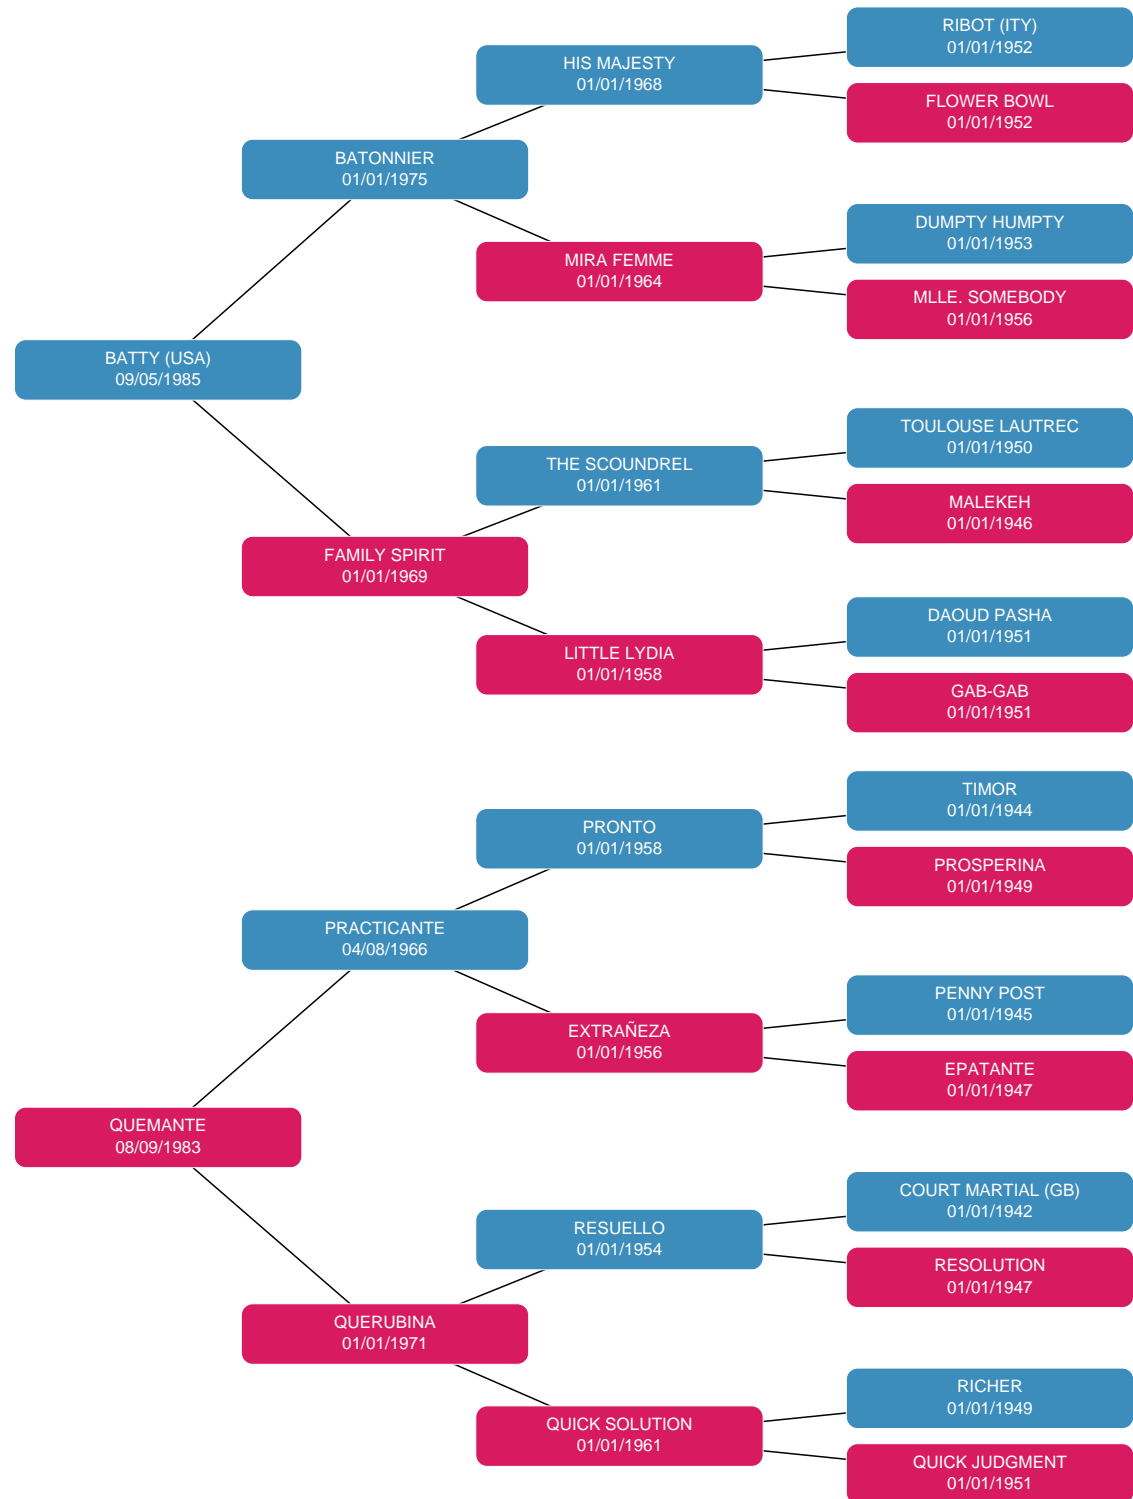 RIBOT (ITY)
01/01/1952
HIS MAJESTY
01/01/1968
FLOWER BOWL
01/01/1952
BATONNIER
01/01/1975
DUMPTY HUMPTY
01/01/1953
MIRA FEMME
01/01/1964
MLLE. SOMEBODY
01/01/1956
BATTY (USA)
09/05/1985
TOULOUSE LAUTREC
01/01/1950
THE SCOUNDREL
01/01/1961
MALEKEH
01/01/1946
FAMILY SPIRIT
01/01/1969
DAOUD PASHA
01/01/1951
LITTLE LYDIA
01/01/1958
GAB-GAB
01/01/1951
TIMOR
01/01/1944
PRONTO
01/01/1958
PROSPERINA
01/01/1949
PRACTICANTE
04/08/1966
PENNY POST
01/01/1945
EXTRAÑEZA
01/01/1956
EPATANTE
01/01/1947
QUEMANTE
08/09/1983
COURT MARTIAL (GB)
01/01/1942
RESUELLO
01/01/1954
RESOLUTION
01/01/1947
QUERUBINA
01/01/1971
RICHER
01/01/1949
QUICK SOLUTION
01/01/1961
QUICK JUDGMENT
01/01/1951